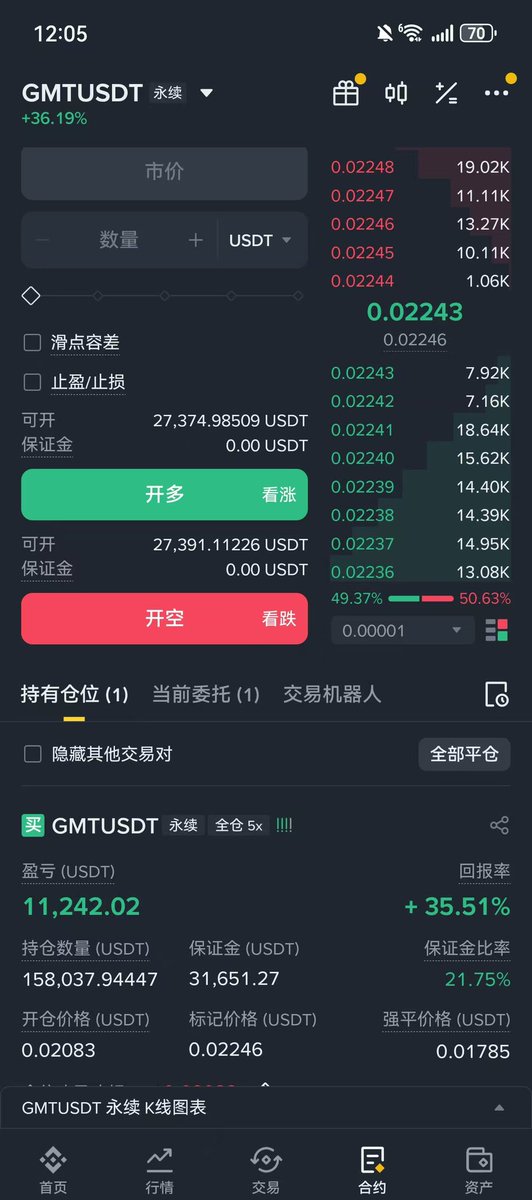 12:05
6
70
GMTUSDT 永续
+36.19%
市价
数量
USDT
滑点容差
止盈/止损
可开 27,374.98509 USDT
保证金 0.00 USDT
开多 看涨
可开 27,391.11226 USDT
保证金 0.00 USDT
开空 看跌
0.02248 19.02K
0.02247 11.11K
0.02246 13.27K
0.02245 10.11K
0.02244 1.06K
0.02243
0.02246
0.02243 7.92K
0.02242 7.16K
0.02241 18.64K
0.02240 15.62K
0.02239 14.40K
0.02238 14.39K
0.02237 14.95K
0.02236 13.08K
49.37% 50.63%
0.00001
持有仓位 (1) 当前委托 (1) 交易机器人
隐藏其他交易对 全部平仓
买 GMTUSDT 永续 全仓 5x !!!!
盈亏 (USDT) 回报率
11,242.02 + 35.51%
持仓数量 (USDT) 保证金 (USDT) 保证金比率
158,037.94447 31,651.27 21.75%
开仓价格 (USDT) 标记价格 (USDT) 强平价格 (USDT)
0.02083 0.02246 0.01785
GMTUSDT 永续 K线图表
首页 行情 交易 合约 资产